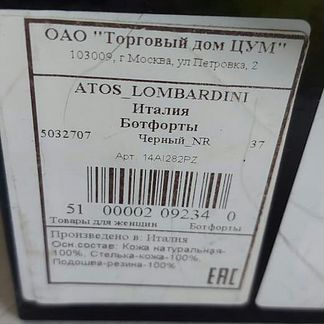 ОАО "Торговый дом ЦУМ"
103009, г Москва, ул Петровка, 2
ATOS_LOMBARDINI
Италия
Ботфорты
5032707 Черный_NR 37
Арт. 14AI282PZ
51 00002 09234 0
Товары для женщин Ботфорты
Произведено в: Италия
Осн.состав: Кожа натуральная-
100%, Стелька-кожа-100%,
Подошва-резина-100%
EAC